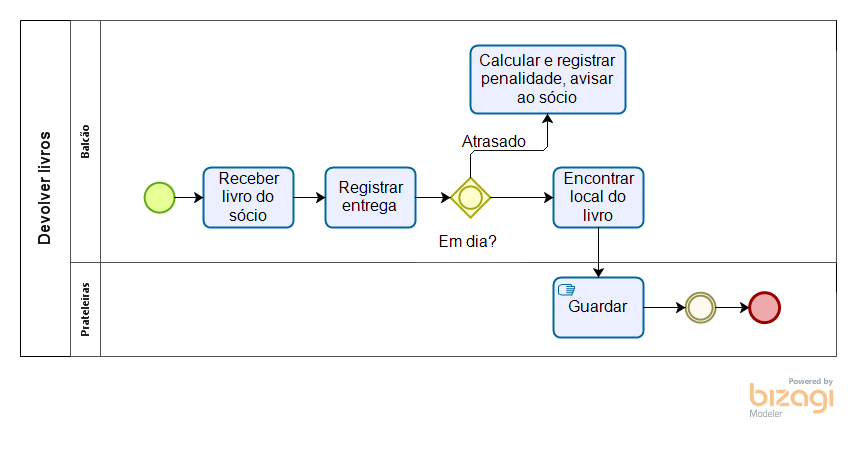 Devolver livros
Balcão
Calcular e registrar
penalidade, avisar
ao sócio
Atrasado
Receber
livro do
sócio
Registrar
entrega
Encontrar
local do
livro
Em dia?
Prateleiras
Guardar
Powered by
bizagi
Modeler